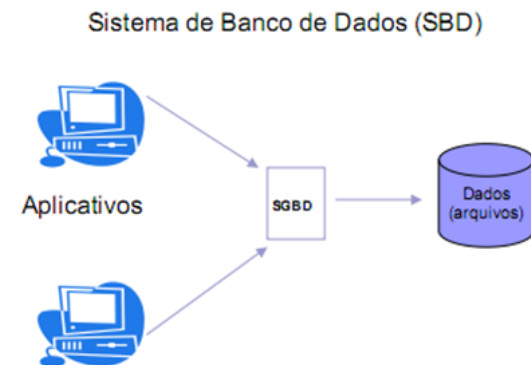 Sistema de Banco de Dados (SBD)
Aplicativos
SGBD
Dados
(arquivos)